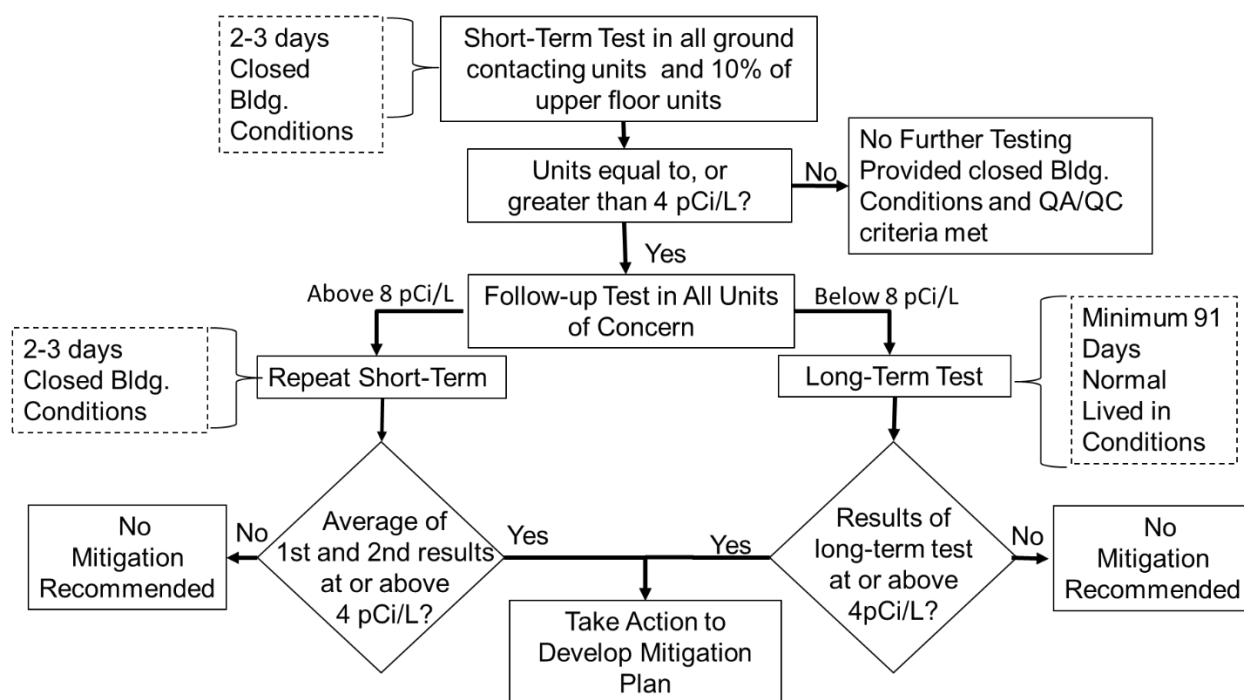 2-3 days
Closed
Bldg.
Conditions
Short-Term Test in all ground
contacting units and 10% of
upper floor units
Units equal to, or
greater than 4 pCi/L?
No
No Further Testing
Provided closed Bldg.
Conditions and QA/QC
criteria met
Yes
Above 8 pCi/L
Follow-up Test in All Units
of Concern
Below 8 pCi/L
2-3 days
Closed Bldg.
Conditions
Repeat Short-Term
Long-Term Test
Minimum 91
Days
Normal
Lived in
Conditions
No
Mitigation
Recommended
No
Average of
1st and 2nd results
at or above
4 pCi/L?
Yes
Yes
Results of
long-term test
at or above
4pCi/L?
No
No
Mitigation
Recommended
Take Action to
Develop Mitigation
Plan